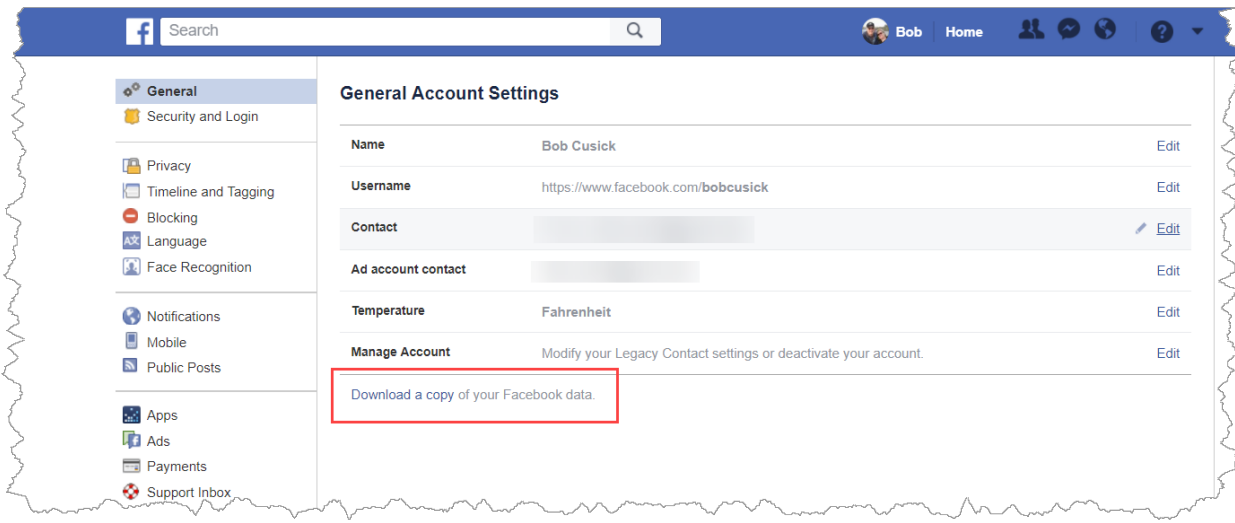 f Search Bob Home ?
General
Security and Login
Privacy
Timeline and Tagging
Blocking
Language
Face Recognition
Notifications
Mobile
Public Posts
Apps
Ads
Payments
Support Inbox
General Account Settings
Name Bob Cusick Edit
Username https://www.facebook.com/bobcusick Edit
Contact Edit
Ad account contact Edit
Temperature Fahrenheit Edit
Manage Account Modify your Legacy Contact settings or deactivate your account. Edit
Download a copy of your Facebook data.